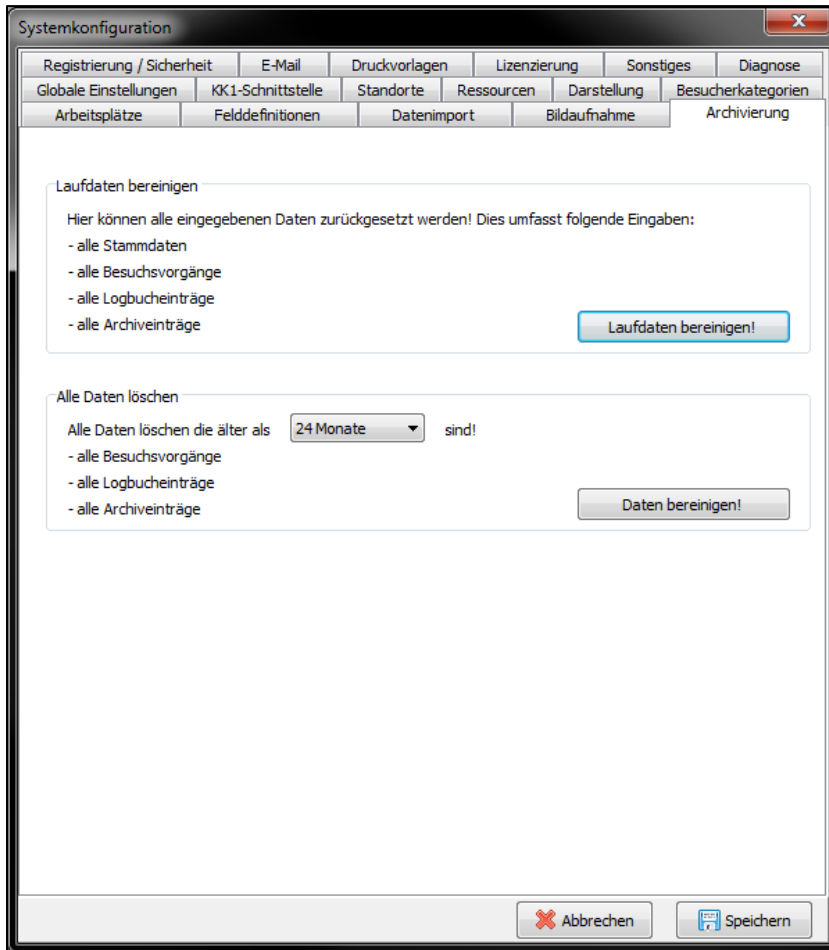 Systemkonfiguration
Registrierung / Sicherheit E-Mail Druckvorlagen Lizenzierung Sonstiges Diagnose
Globale Einstellungen KK1-Schnittstelle Standorte Ressourcen Darstellung Besucherkategorien
Arbeitsplätze Felddefinitionen Datenimport Bildaufnahme Archivierung
Laufdaten bereinigen
Hier können alle eingegebenen Daten zurückgesetzt werden! Dies umfasst folgende Eingaben:
- alle Stammdaten
- alle Besuchsvorgänge
- alle Logbucheinträge
- alle Archiveinträge
Laufdaten bereinigen!
Alle Daten löschen
Alle Daten löschen die älter als 24 Monate sind!
- alle Besuchsvorgänge
- alle Logbucheinträge
- alle Archiveinträge
Daten bereinigen!
Abbrechen Speichern